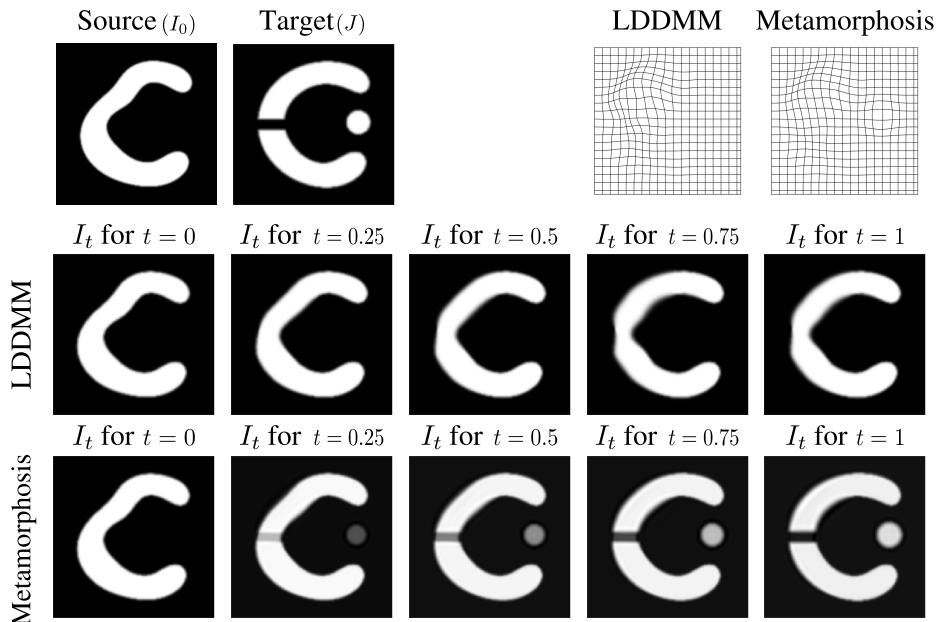 Source (I₀) Target(J) LDDMM Metamorphosis
Iₜ for t = 0 Iₜ for t = 0.25 Iₜ for t = 0.5 Iₜ for t = 0.75 Iₜ for t = 1
LDDMM
Iₜ for t = 0 Iₜ for t = 0.25 Iₜ for t = 0.5 Iₜ for t = 0.75 Iₜ for t = 1
Metamorphosis